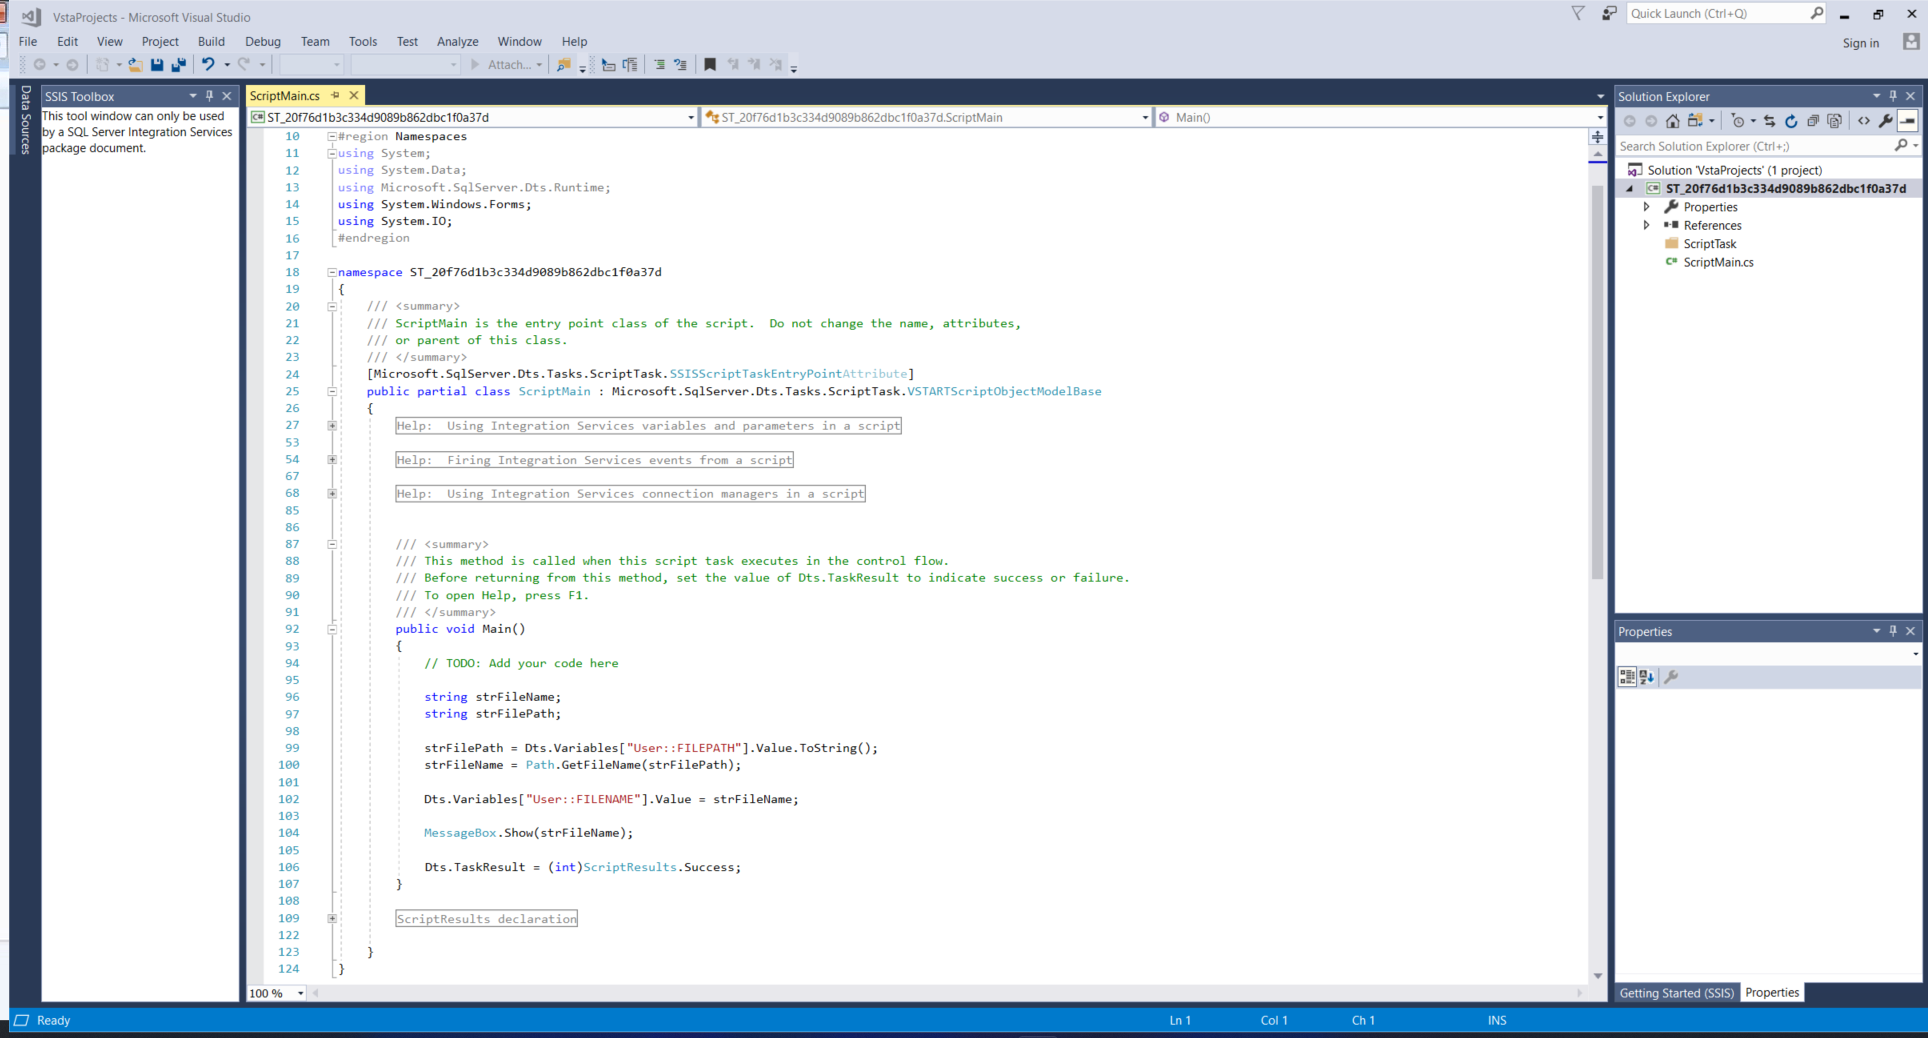 VstaProjects - Microsoft Visual Studio
Quick Launch (Ctrl+Q)
File Edit View Project Build Debug Team Tools Test Analyze Window Help
Sign in
Attach...
Data Sources
SSIS Toolbox
This tool window can only be used
by a SQL Server Integration Services
package document.
ScriptMain.cs
ST_20f76d1b3c334d9089b862dbc1f0a37d
ST_20f76d1b3c334d9089b862dbc1f0a37d.ScriptMain
Main()
10 #region Namespaces
11 using System;
12 using System.Data;
13 using Microsoft.SqlServer.Dts.Runtime;
14 using System.Windows.Forms;
15 using System.IO;
16 #endregion
17
18 namespace ST_20f76d1b3c334d9089b862dbc1f0a37d
19 {
20 /// <summary>
21 /// ScriptMain is the entry point class of the script.  Do not change the name, attributes,
22 /// or parent of this class.
23 /// </summary>
24 [Microsoft.SqlServer.Dts.Tasks.ScriptTask.SSISScriptTaskEntryPointAttribute]
25 public partial class ScriptMain : Microsoft.SqlServer.Dts.Tasks.ScriptTask.VSTARTScriptObjectModelBase
26 {
27 Help:  Using Integration Services variables and parameters in a script
53
54 Help:  Firing Integration Services events from a script
67
68 Help:  Using Integration Services connection managers in a script
85
86
87 /// <summary>
88 /// This method is called when this script task executes in the control flow.
89 /// Before returning from this method, set the value of Dts.TaskResult to indicate success or failure.
90 /// To open Help, press F1.
91 /// </summary>
92 public void Main()
93 {
94 // TODO: Add your code here
95
96 string strFileName;
97 string strFilePath;
98
99 strFilePath = Dts.Variables["User::FILEPATH"].Value.ToString();
100 strFileName = Path.GetFileName(strFilePath);
101
102 Dts.Variables["User::FILENAME"].Value = strFileName;
103
104 MessageBox.Show(strFileName);
105
106 Dts.TaskResult = (int)ScriptResults.Success;
107 }
108
109 ScriptResults declaration
122
123 }
124 }
100 %
Solution Explorer
Search Solution Explorer (Ctrl+;)
Solution 'VstaProjects' (1 project)
ST_20f76d1b3c334d9089b862dbc1f0a37d
Properties
References
ScriptTask
ScriptMain.cs
Properties
Getting Started (SSIS) Properties
Ready
Ln 1 Col 1 Ch 1 INS